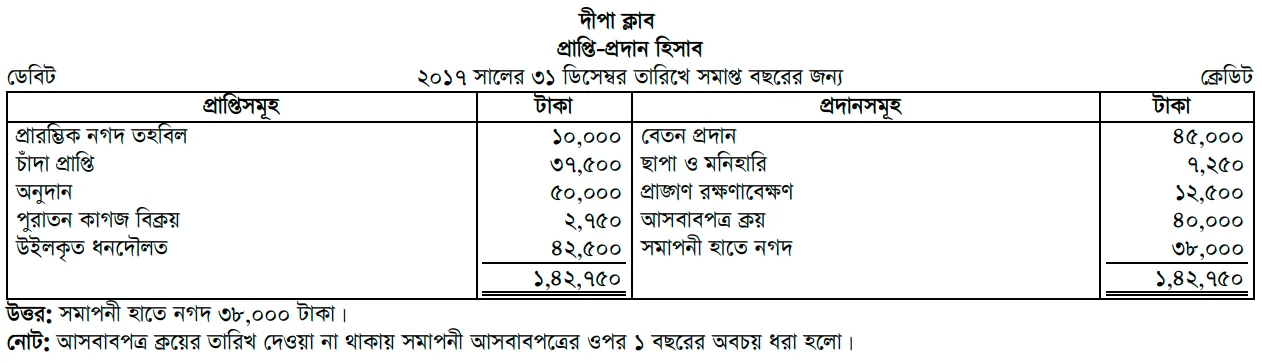 দীপা ক্লাব
প্রাপ্তি-প্রদান হিসাব
ডেবিট ২০১৭ সালের ৩১ ডিসেম্বর তারিখে সমাপ্ত বছরের জন্য ক্রেডিট
প্রাপ্তিসমূহ টাকা প্রদানসমূহ টাকা
প্রারম্ভিক নগদ তহবিল ১০,০০০ বেতন প্রদান ৪৫,০০০
চাঁদা প্রাপ্তি ৩৭,৫০০ ছাপা ও মনিহারি ৭,২৫০
অনুদান ৫০,০০০ প্রাঙ্গণ রক্ষণাবেক্ষণ ১২,৫০০
পুরাতন কাগজ বিক্রয় ২,৭৫০ আসবাবপত্র ক্রয় ৪০,০০০
উইলকৃত ধনদৌলত ৪২,৫০০ সমাপনী হাতে নগদ ৩৮,০০০
১,৪২,৭৫০ ১,৪২,৭৫০
উত্তর: সমাপনী হাতে নগদ ৩৮,০০০ টাকা।
নোট: আসবাবপত্র ক্রয়ের তারিখ দেওয়া না থাকায় সমাপনী আসবাবপত্রের ওপর ১ বছরের অবচয় ধরা হলো।